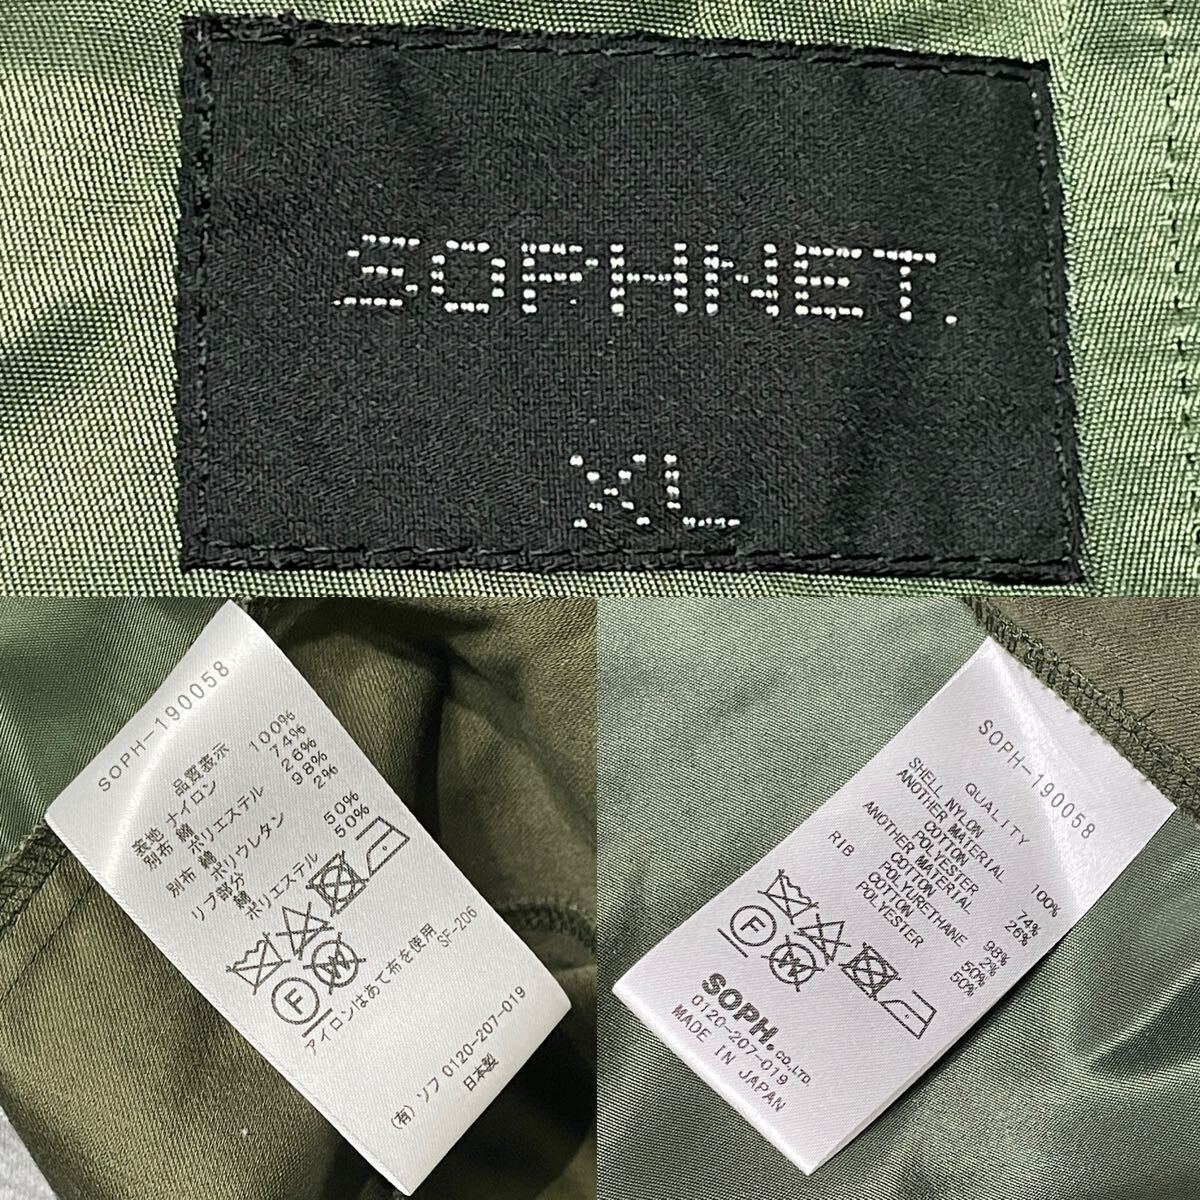 SOPHNET.
XL
SOPH-190058
品質表示
表地 ナイロン 100%
別布 綿 74%
ポリエステル 26%
別布 綿 98%
ポリウレタン 2%
リブ部分
綿 50%
ポリエステル 50%
F
W
アイロンはあて布を使用
SF-206
(有) ソフ 0120-207-019
日本製
SOPH-190058
QUALITY
SHELL NYLON 100%
ANOTHER MATERIAL
COTTON 74%
POLYESTER 26%
ANOTHER MATERIAL
COTTON 98%
POLYURETHANE 2%
RIB COTTON 50%
POLYESTER 50%
F
W
SOPH.CO.,LTD.
0120-207-019
MADE IN JAPAN